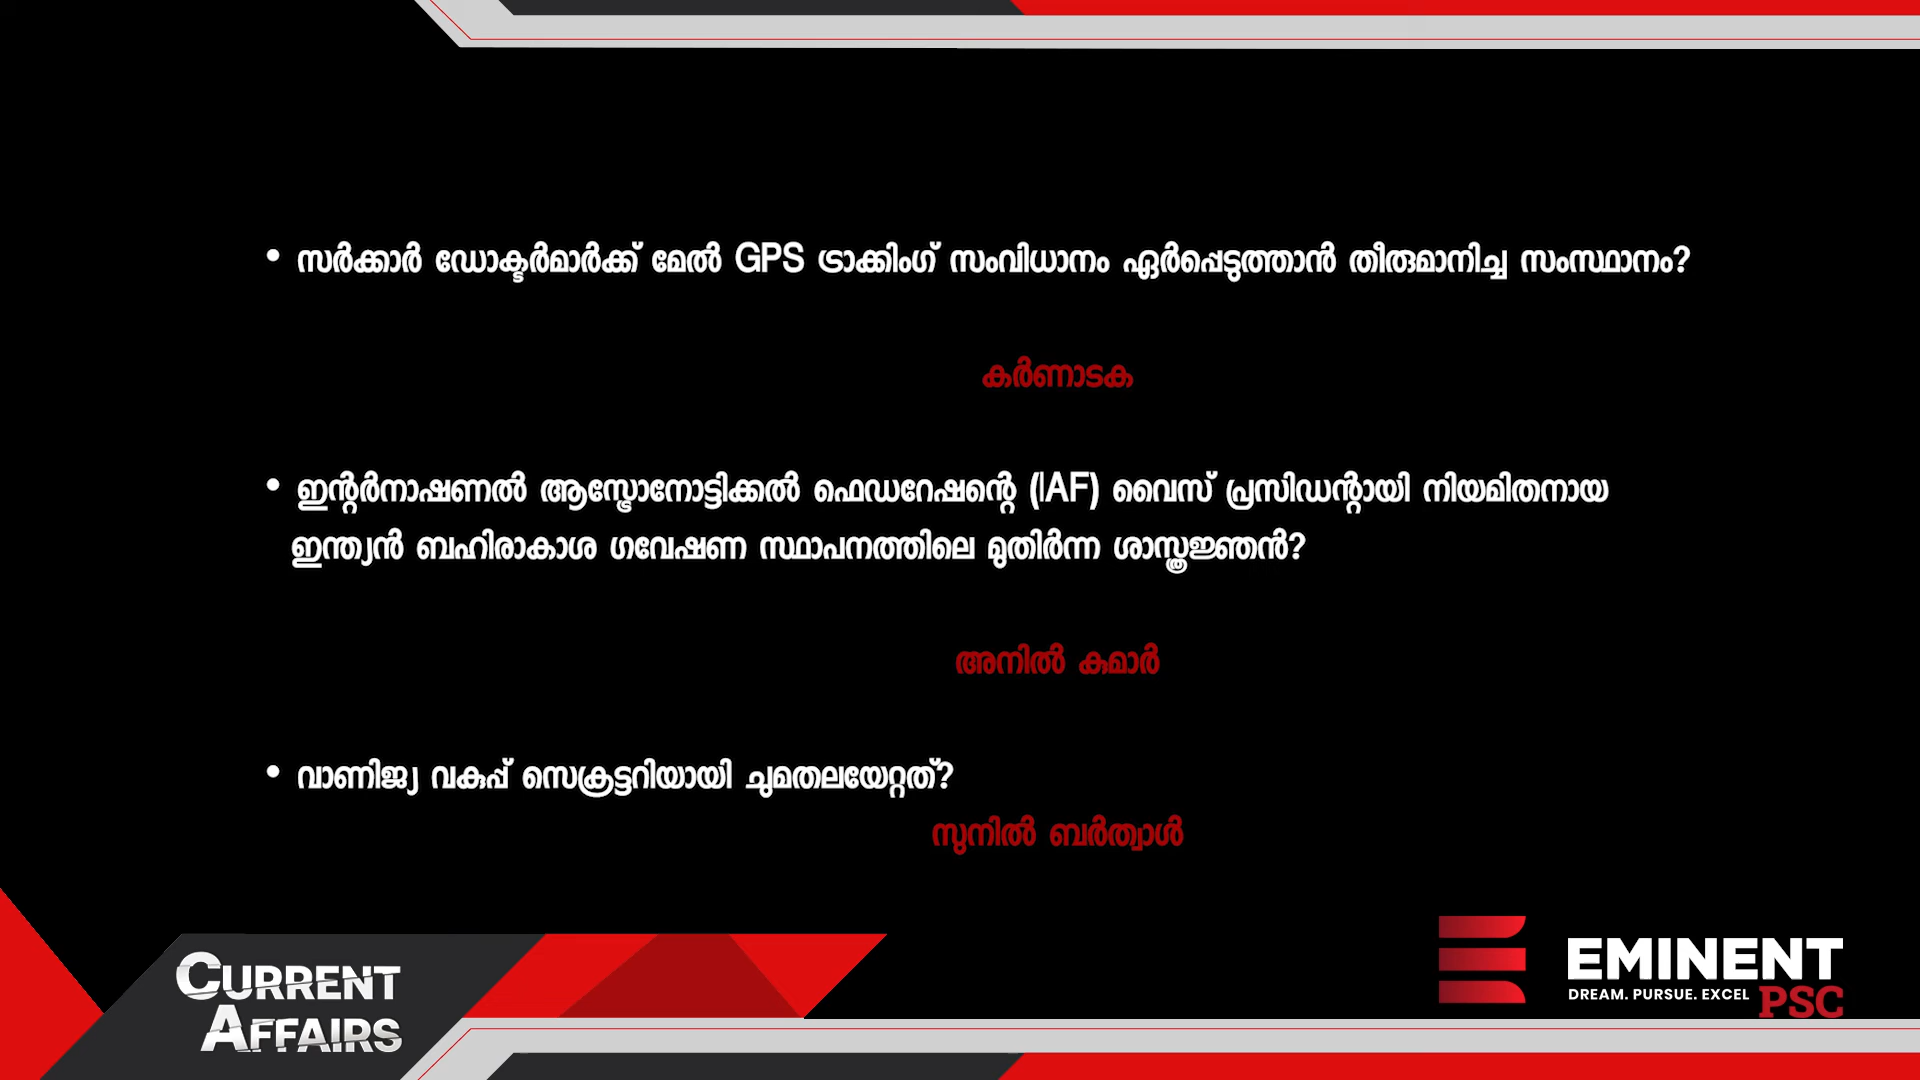 • സർക്കാർ ഡോക്ടർമാർക്ക് മേൽ GPS ട്രാക്കിംഗ് സംവിധാനം ഏർപ്പെടുത്താൻ തീരുമാനിച്ച സംസ്ഥാനം?
കർണാടക
• ഇന്റർനാഷണൽ ആസ്ട്രോനോട്ടിക്കൽ ഫെഡറേഷന്റെ (IAF) വൈസ് പ്രസിഡന്റായി നിയമിതനായ
ഇന്ത്യൻ ബഹിരാകാശ ഗവേഷണ സ്ഥാപനത്തിലെ മുതിർന്ന ശാസ്ത്രജ്ഞൻ?
അനിൽ കുമാർ
• വാണിജ്യ വകുപ്പ് സെക്രട്ടറിയായി ചുമതലയേറ്റത്?
സുനിൽ ബർത്വാൾ
CURRENT
AFFAIRS
EMINENT
DREAM. PURSUE. EXCEL PSC